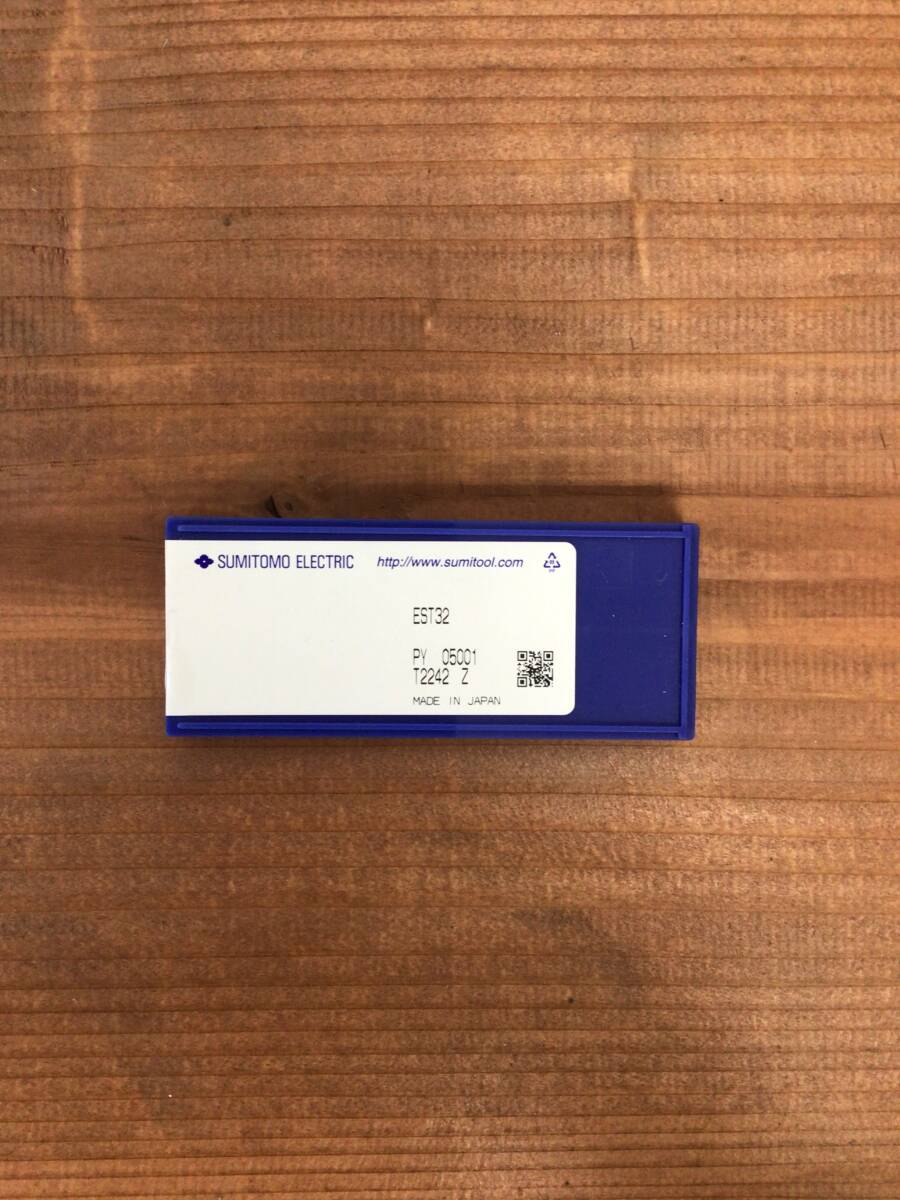 SUMITOMO ELECTRIC http://www.sumitool.com
EST32
PY 05001
T2242 Z
MADE IN JAPAN